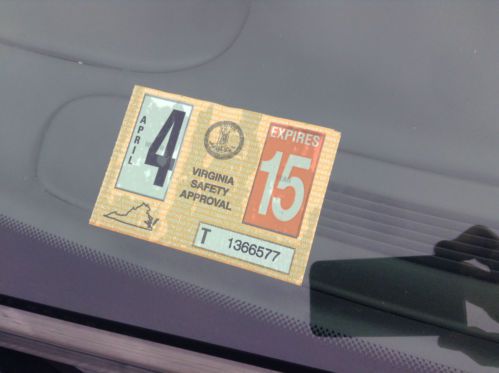 APRIL
4
EXPIRES
15
VIRGINIA
SAFETY
APPROVAL
T 1366577